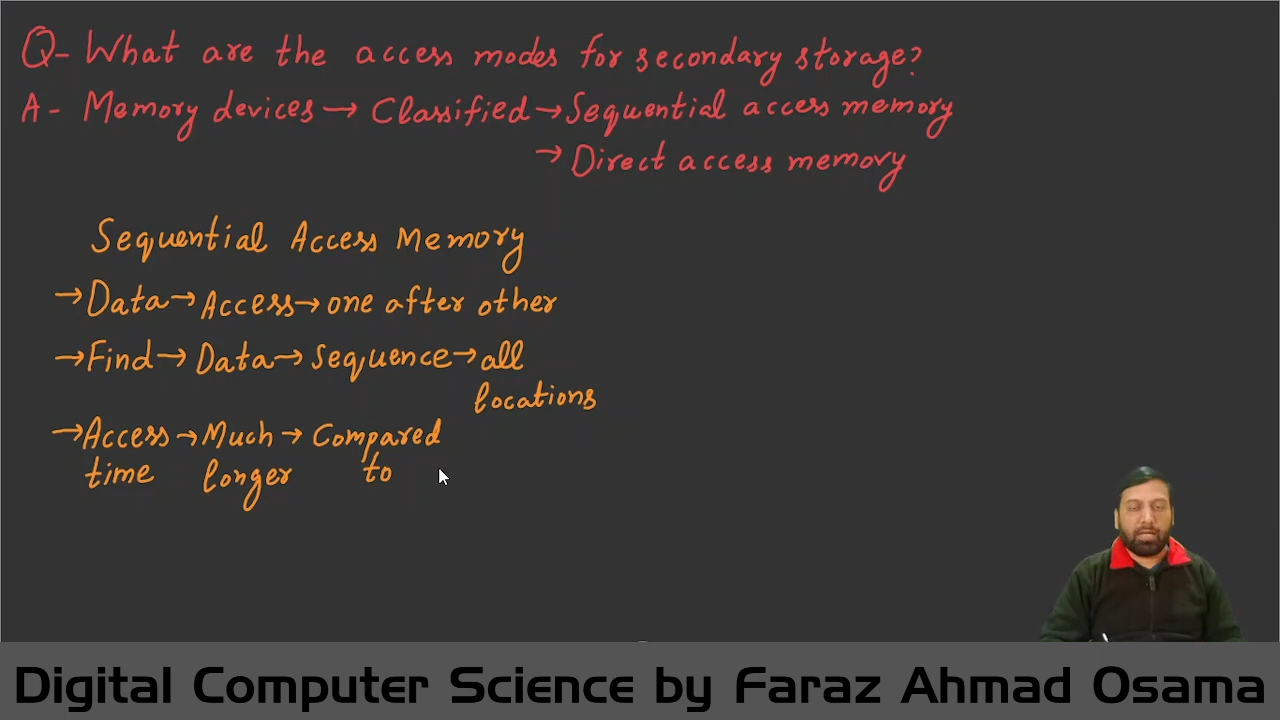 Q- What are the access modes for secondary storage?
A- Memory devices → Classified → Sequential access memory
→ Direct access memory
Sequential Access Memory
→ Data → Access → one after other
→ Find → Data → sequence → all
locations
→ Access → Much → Compared
time longer to
Digital Computer Science by Faraz Ahmad Osama